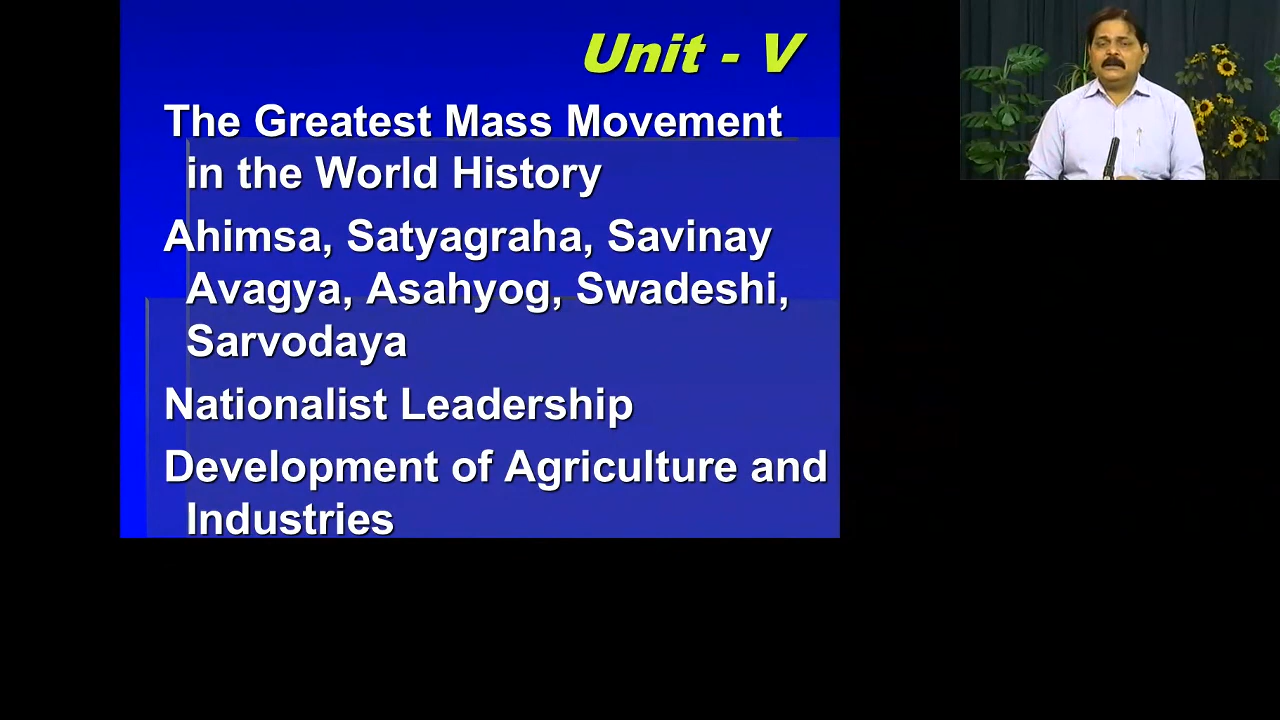 Unit - V
The Greatest Mass Movement
in the World History
Ahimsa, Satyagraha, Savinay
Avagya, Asahyog, Swadeshi,
Sarvodaya
Nationalist Leadership
Development of Agriculture and
Industries